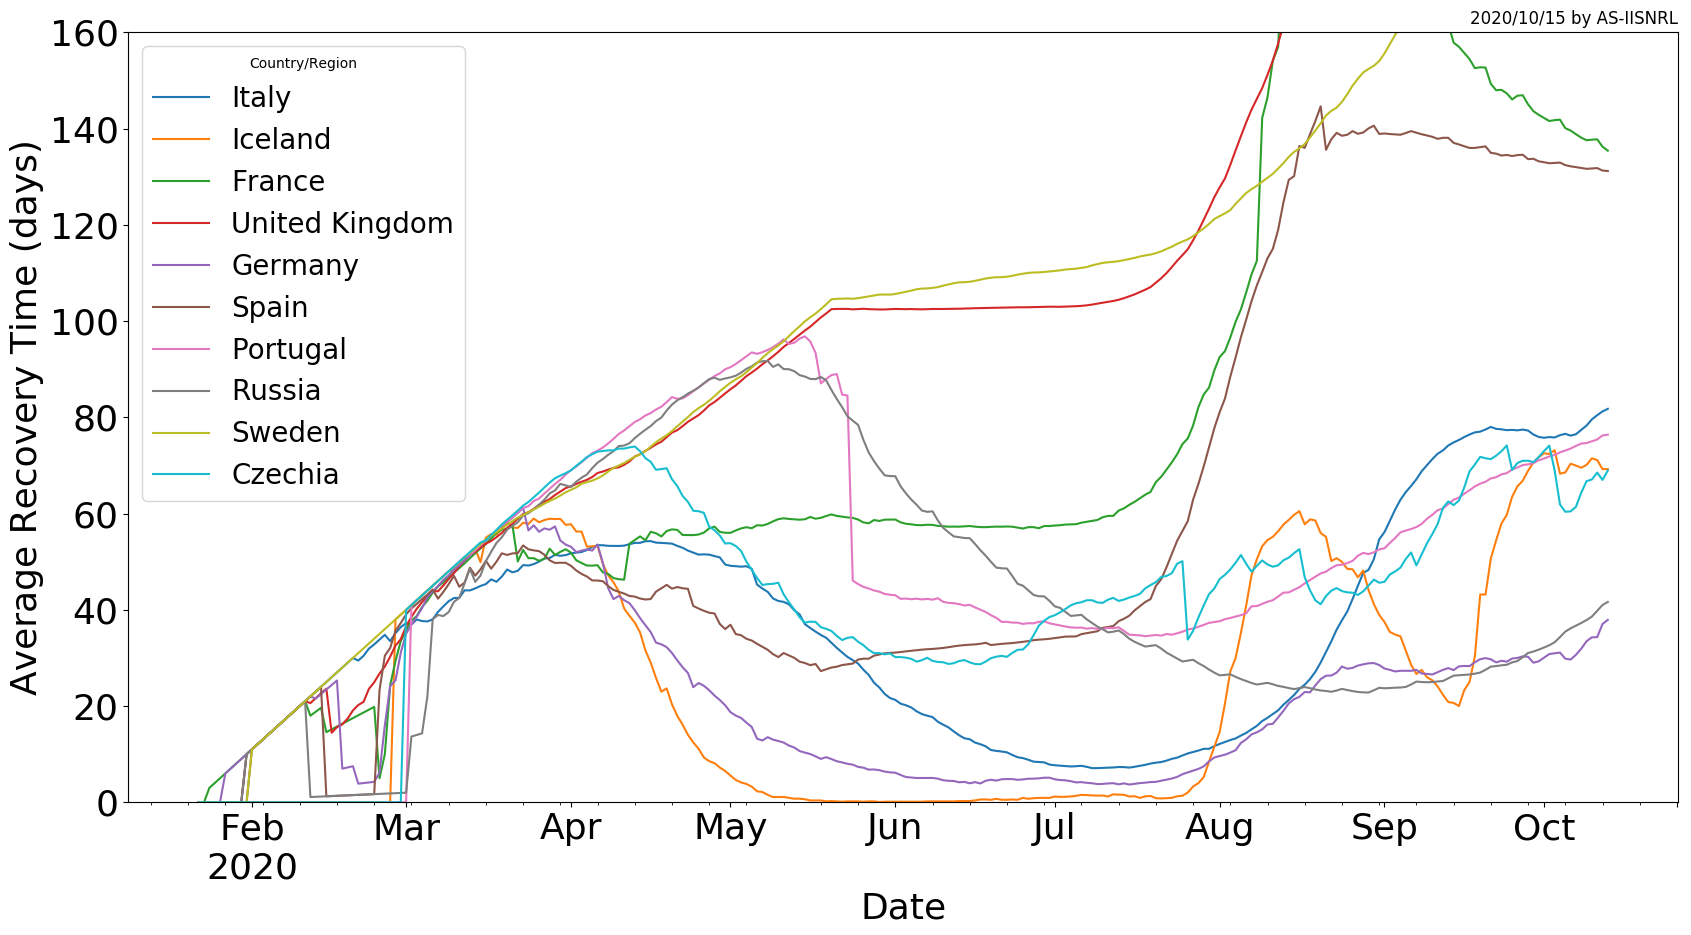 2020/10/15 by AS-IISNRL
160
140
120
100
80
60
40
20
0
Average Recovery Time (days)
Country/Region
Italy
Iceland
France
United Kingdom
Germany
Spain
Portugal
Russia
Sweden
Czechia
Feb Mar Apr May Jun Jul Aug Sep Oct
2020
Date